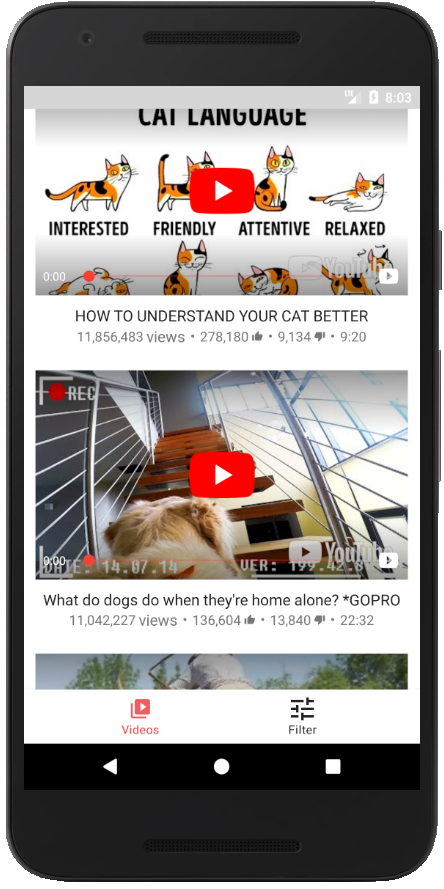 LTE 8:03
CAT LANGUAGE
INTERESTED FRIENDLY ATTENTIVE RELAXED
0:00 YouTube
HOW TO UNDERSTAND YOUR CAT BETTER
11,856,483 views • 278,180 • 9,134 • 9:20
REC
0:00 YouTube
DATE: 14.07.14 VER: 199.42.
What do dogs do when they're home alone? *GOPRO
11,042,227 views • 136,604 • 13,840 • 22:32
Videos Filter